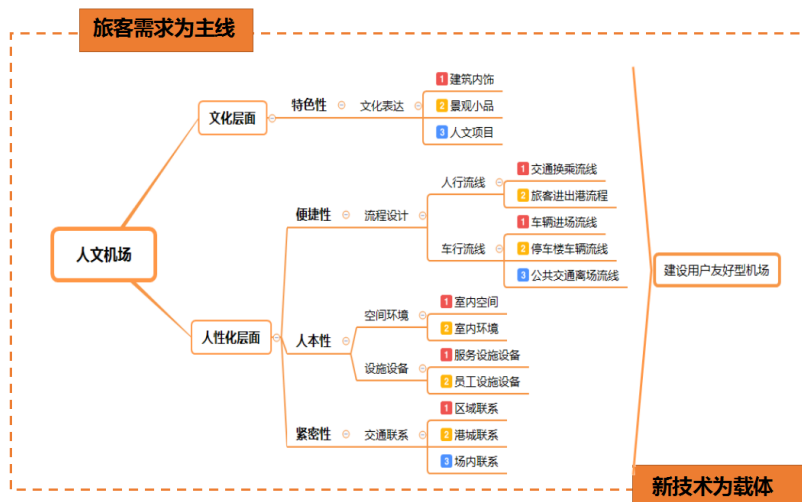 旅客需求为主线
人文机场
文化层面
特色性
文化表达
1 建筑内饰
2 景观小品
3 人文项目
人性化层面
便捷性
流程设计
人行流线
1 交通换乘流线
2 旅客进出港流程
车行流线
1 车辆进场流线
2 停车楼车辆流线
3 公共交通离场流线
人本性
空间环境
1 室内空间
2 室内环境
设施设备
1 服务设施设备
2 员工设施设备
紧密性
交通联系
1 区域联系
2 港城联系
3 场内联系
建设用户友好型机场
新技术为载体